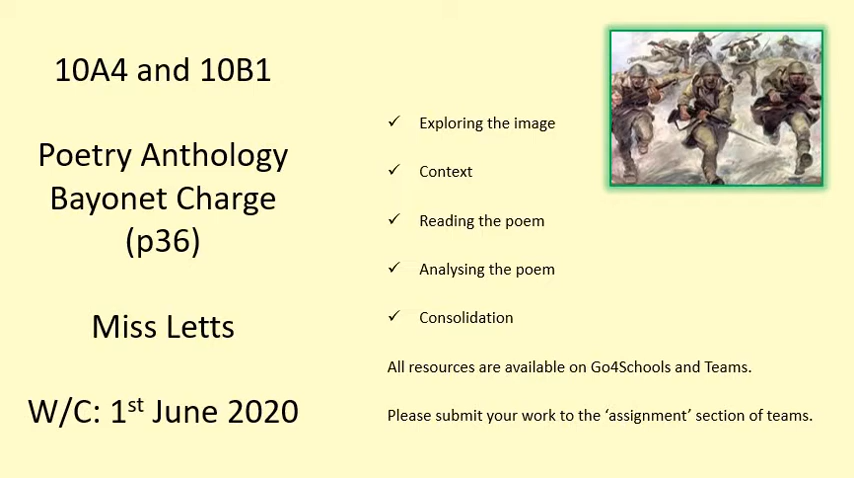 10A4 and 10B1
Poetry Anthology
Bayonet Charge
(p36)
Miss Letts
W/C: 1st June 2020
✓ Exploring the image
✓ Context
✓ Reading the poem
✓ Analysing the poem
✓ Consolidation
All resources are available on Go4Schools and Teams.
Please submit your work to the ‘assignment’ section of teams.